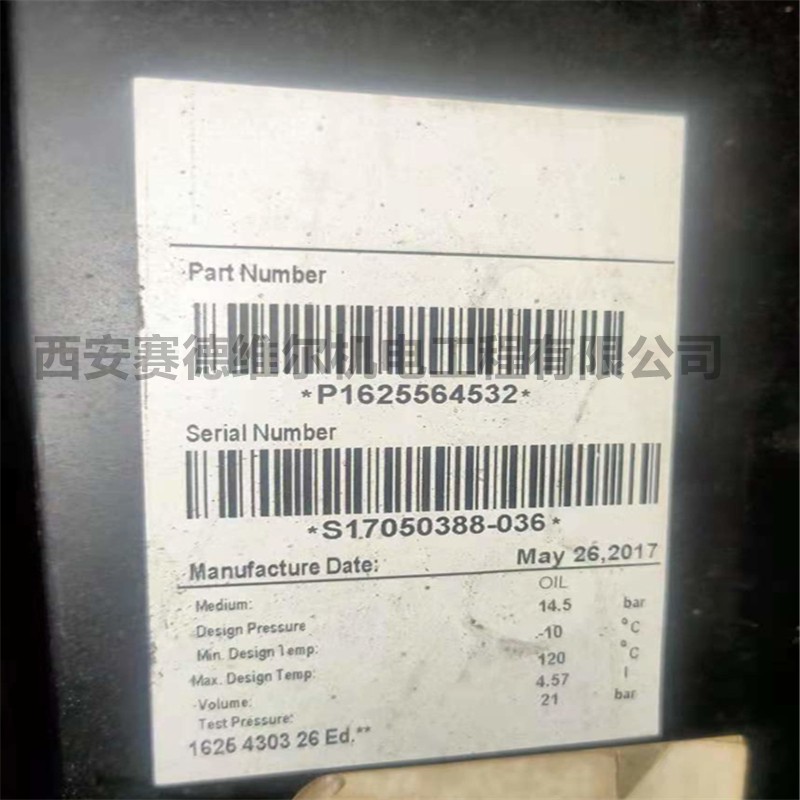 Part Number
西安赛德维尔机电工程有限公司
*P1625564532*
Serial Number
*S17050388-036*
Manufacture Date: May 26,2017
Medium: OIL
Design Pressure 14.5 bar
Min. Design Temp: -10 °C
Max. Design Temp: 120 °C
Volume: 4.57 l
Test Pressure: 21 bar
1625 4303 26 Ed.**